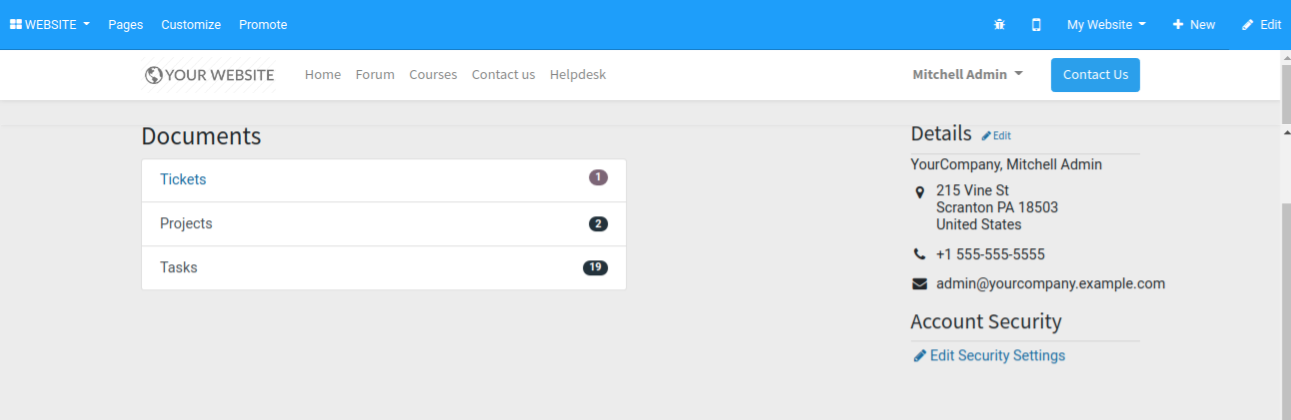 WEBSITE Pages Customize Promote My Website New Edit
YOUR WEBSITE Home Forum Courses Contact us Helpdesk Mitchell Admin Contact Us
Documents
Tickets 1
Projects 2
Tasks 19
Details Edit
YourCompany, Mitchell Admin
215 Vine St
Scranton PA 18503
United States
+1 555-555-5555
admin@yourcompany.example.com
Account Security
Edit Security Settings